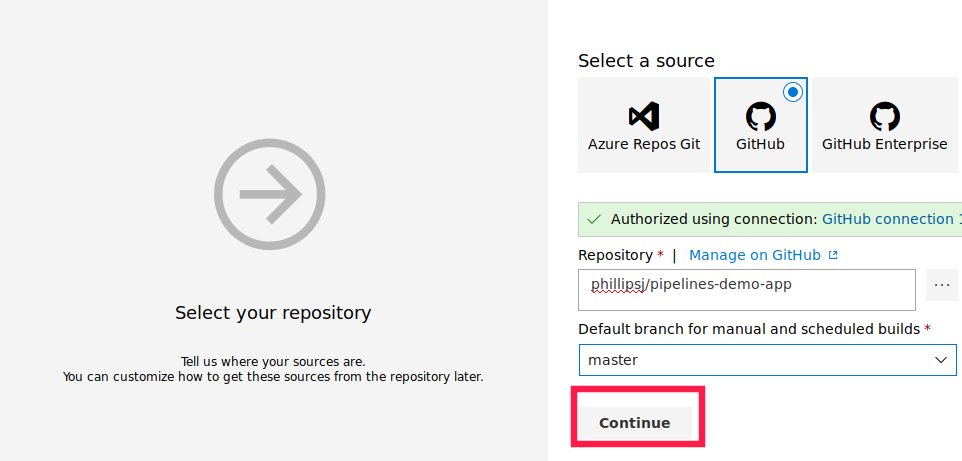 Select your repository
Tell us where your sources are.
You can customize how to get these sources from the repository later.
Select a source
Azure Repos Git
GitHub
GitHub Enterprise
Authorized using connection: GitHub connection 1
Repository * | Manage on GitHub
phillipsj/pipelines-demo-app
...
Default branch for manual and scheduled builds *
master
Continue